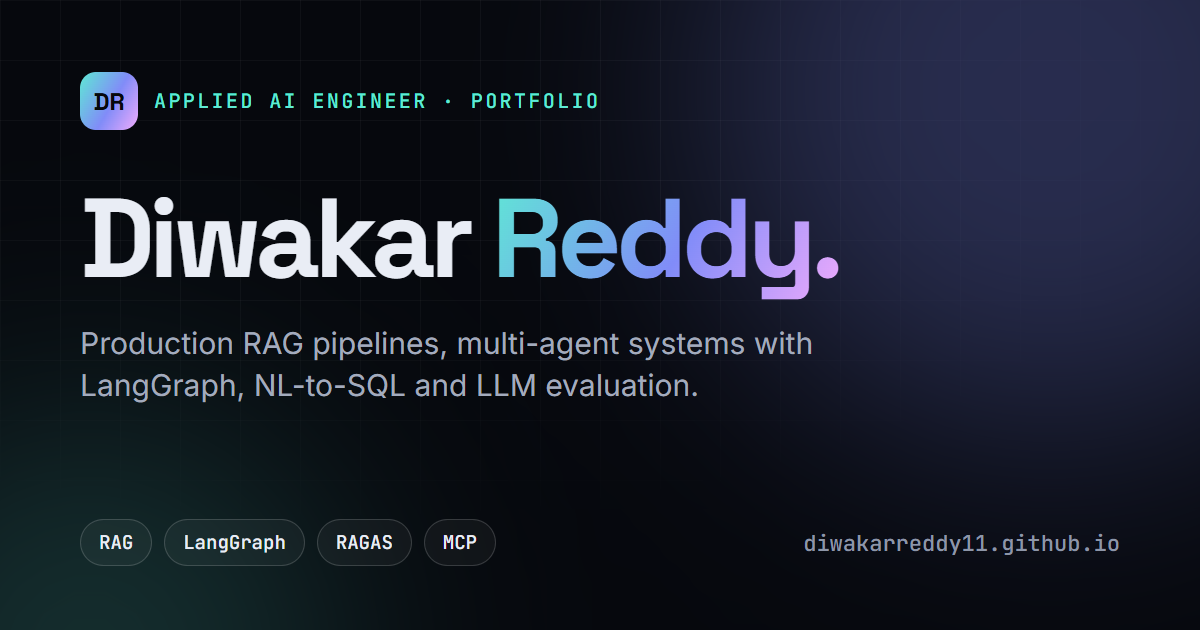 DR
APPLIED AI ENGINEER · PORTFOLIO
Diwakar Reddy.
Production RAG pipelines, multi-agent systems with
LangGraph, NL-to-SQL and LLM evaluation.
RAG LangGraph RAGAS MCP
diwakarreddy11.github.io